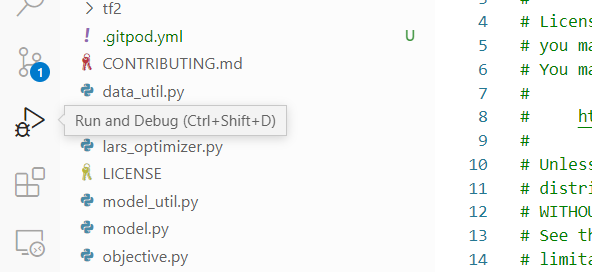 tf2
.gitpod.yml U
CONTRIBUTING.md
data_util.py
Run and Debug (Ctrl+Shift+D)
lars_optimizer.py
LICENSE
model_util.py
model.py
objective.py
1
#
4 # Licens
5 # you ma
6 # You ma
7 #
8 # ht
9 #
10 # Unless
11 # distri
12 # WITHOU
13 # See th
14 # limita